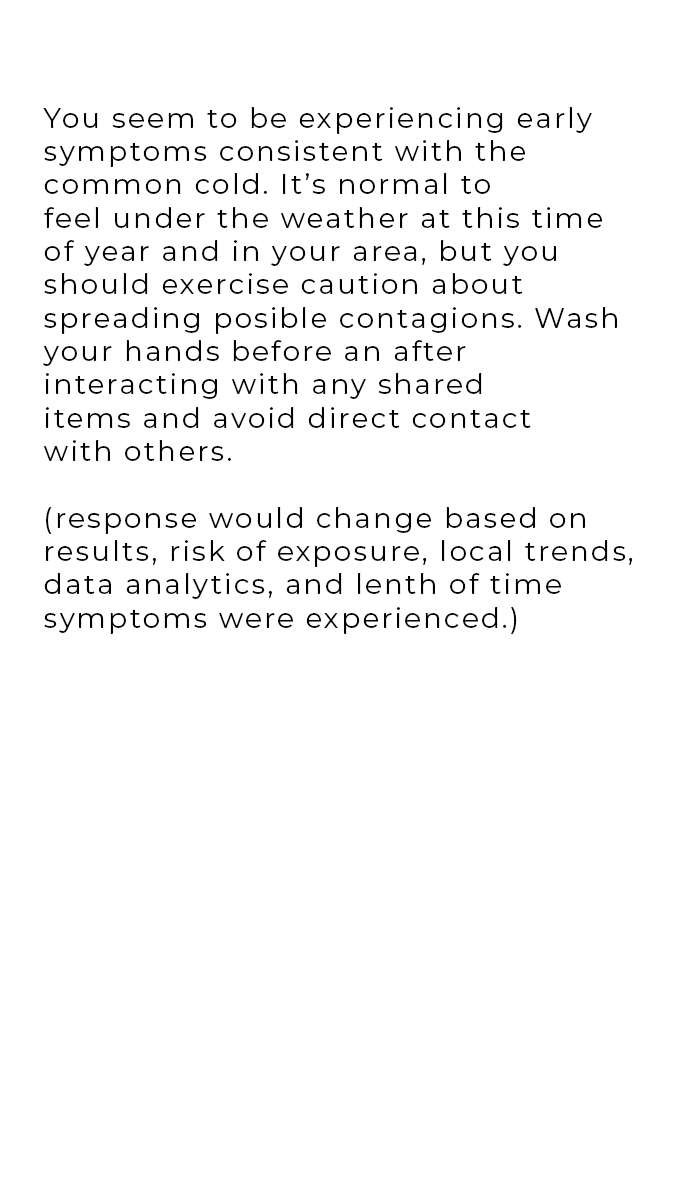 You seem to be experiencing early
symptoms consistent with the
common cold. It’s normal to
feel under the weather at this time
of year and in your area, but you
should exercise caution about
spreading posible contagions. Wash
your hands before an after
interacting with any shared
items and avoid direct contact
with others.

(response would change based on
results, risk of exposure, local trends,
data analytics, and lenth of time
symptoms were experienced.)